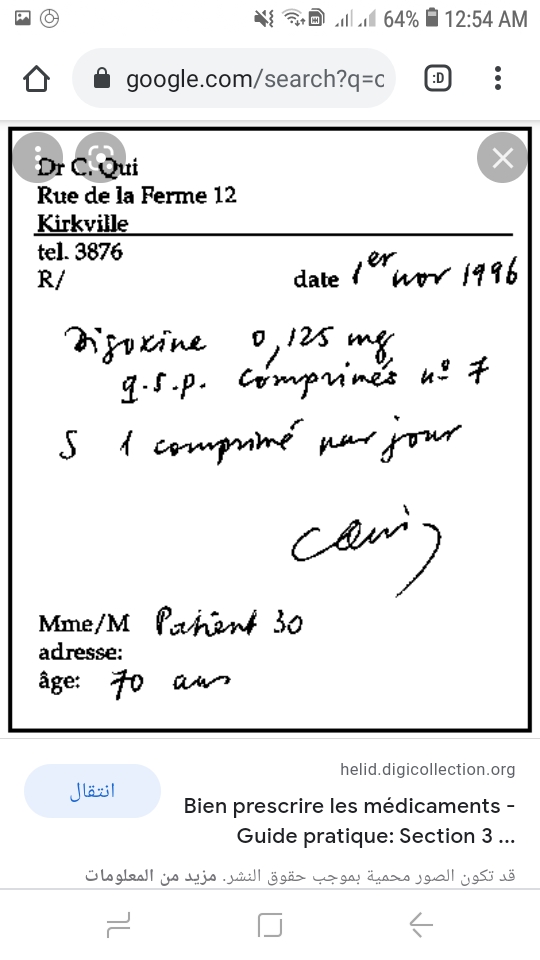 64% 12:54 AM
google.com/search?q=c
:D
Dr C. Qui
Rue de la Ferme 12
Kirkville
tel. 3876
R/
date 1er nov 1996
Digoxine 0,125 mg
q.s.p. comprimés nº 7
S 1 comprimé par jour
Mme/M Patient 30
adresse:
âge: 70 ans
helid.digicollection.org
انتقال
Bien prescrire les médicaments -
Guide pratique: Section 3 ...
قد تكون الصور محمية بموجب حقوق النشر. مزيد من المعلومات